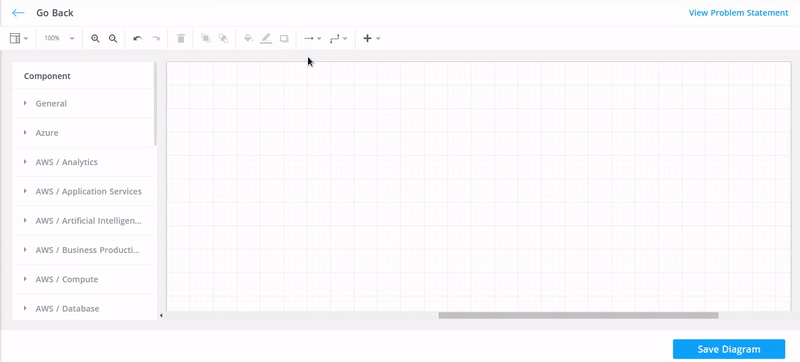 Go Back
View Problem Statement
100%
Component
General
Azure
AWS / Analytics
AWS / Application Services
AWS / Artificial Intelligen...
AWS / Business Producti...
AWS / Compute
AWS / Database
Save Diagram